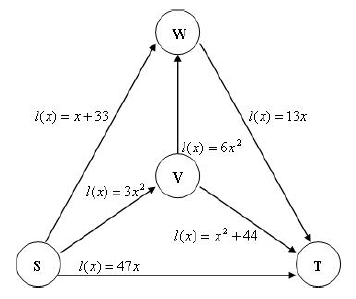 W
l(x) = x+33
l(x) = 13x
l(x) = 6x²
V
l(x) = 3x²
l(x) = x² +44
S
l(x) = 47x
T